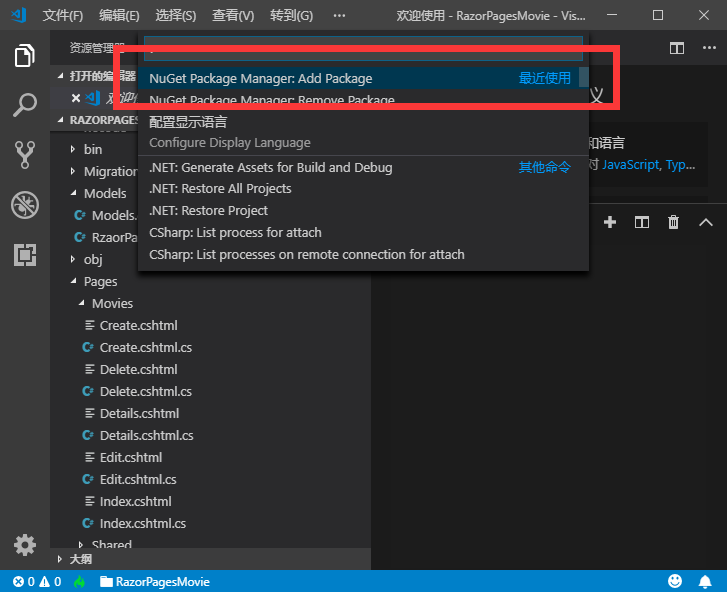 文件(F) 编辑(E) 选择(S) 查看(V) 转到(G) ··· 欢迎使用 - RazorPagesMovie - Vis...
资源管理器
NuGet Package Manager: Add Package 最近使用
NuGet Package Manager: Remove Package
配置显示语言
Configure Display Language
.NET: Generate Assets for Build and Debug 其他命令
.NET: Restore All Projects
.NET: Restore Project
CSharp: List process for attach
CSharp: List processes on remote connection for attach
打开的编辑器
RAZORPAGES
bin
Migration
Models
C# Models.
C# RzaorPa
obj
Pages
Movies
Create.cshtml
C# Create.cshtml.cs
Delete.cshtml
C# Delete.cshtml.cs
Details.cshtml
C# Details.cshtml.cs
Edit.cshtml
C# Edit.cshtml.cs
Index.cshtml
C# Index.cshtml.cs
Shared
大纲
义
和语言
对 JavaScript, Typ...
0 0 RazorPagesMovie